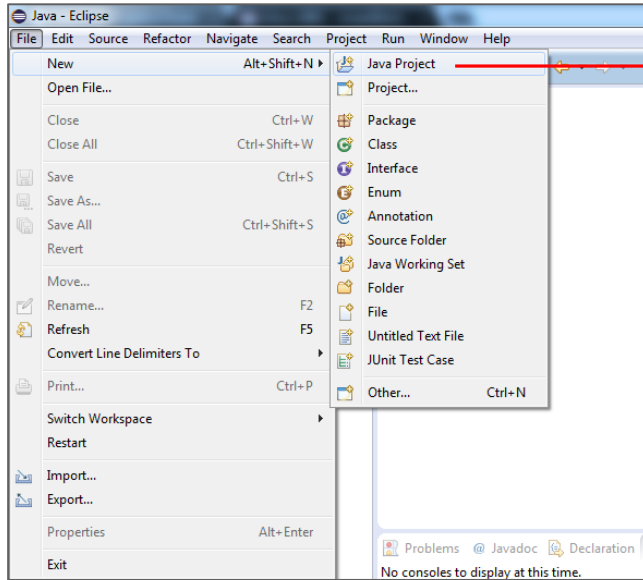 Java - Eclipse
File Edit Source Refactor Navigate Search Project Run Window Help
New Alt+Shift+N
Open File...
Close Ctrl+W
Close All Ctrl+Shift+W
Save Ctrl+S
Save As...
Save All Ctrl+Shift+S
Revert
Move...
Rename... F2
Refresh F5
Convert Line Delimiters To
Print... Ctrl+P
Switch Workspace
Restart
Import...
Export...
Properties Alt+Enter
Exit
Java Project
Project...
Package
Class
Interface
Enum
Annotation
Source Folder
Java Working Set
Folder
File
Untitled Text File
JUnit Test Case
Other... Ctrl+N
Problems @ Javadoc Declaration
No consoles to display at this time.